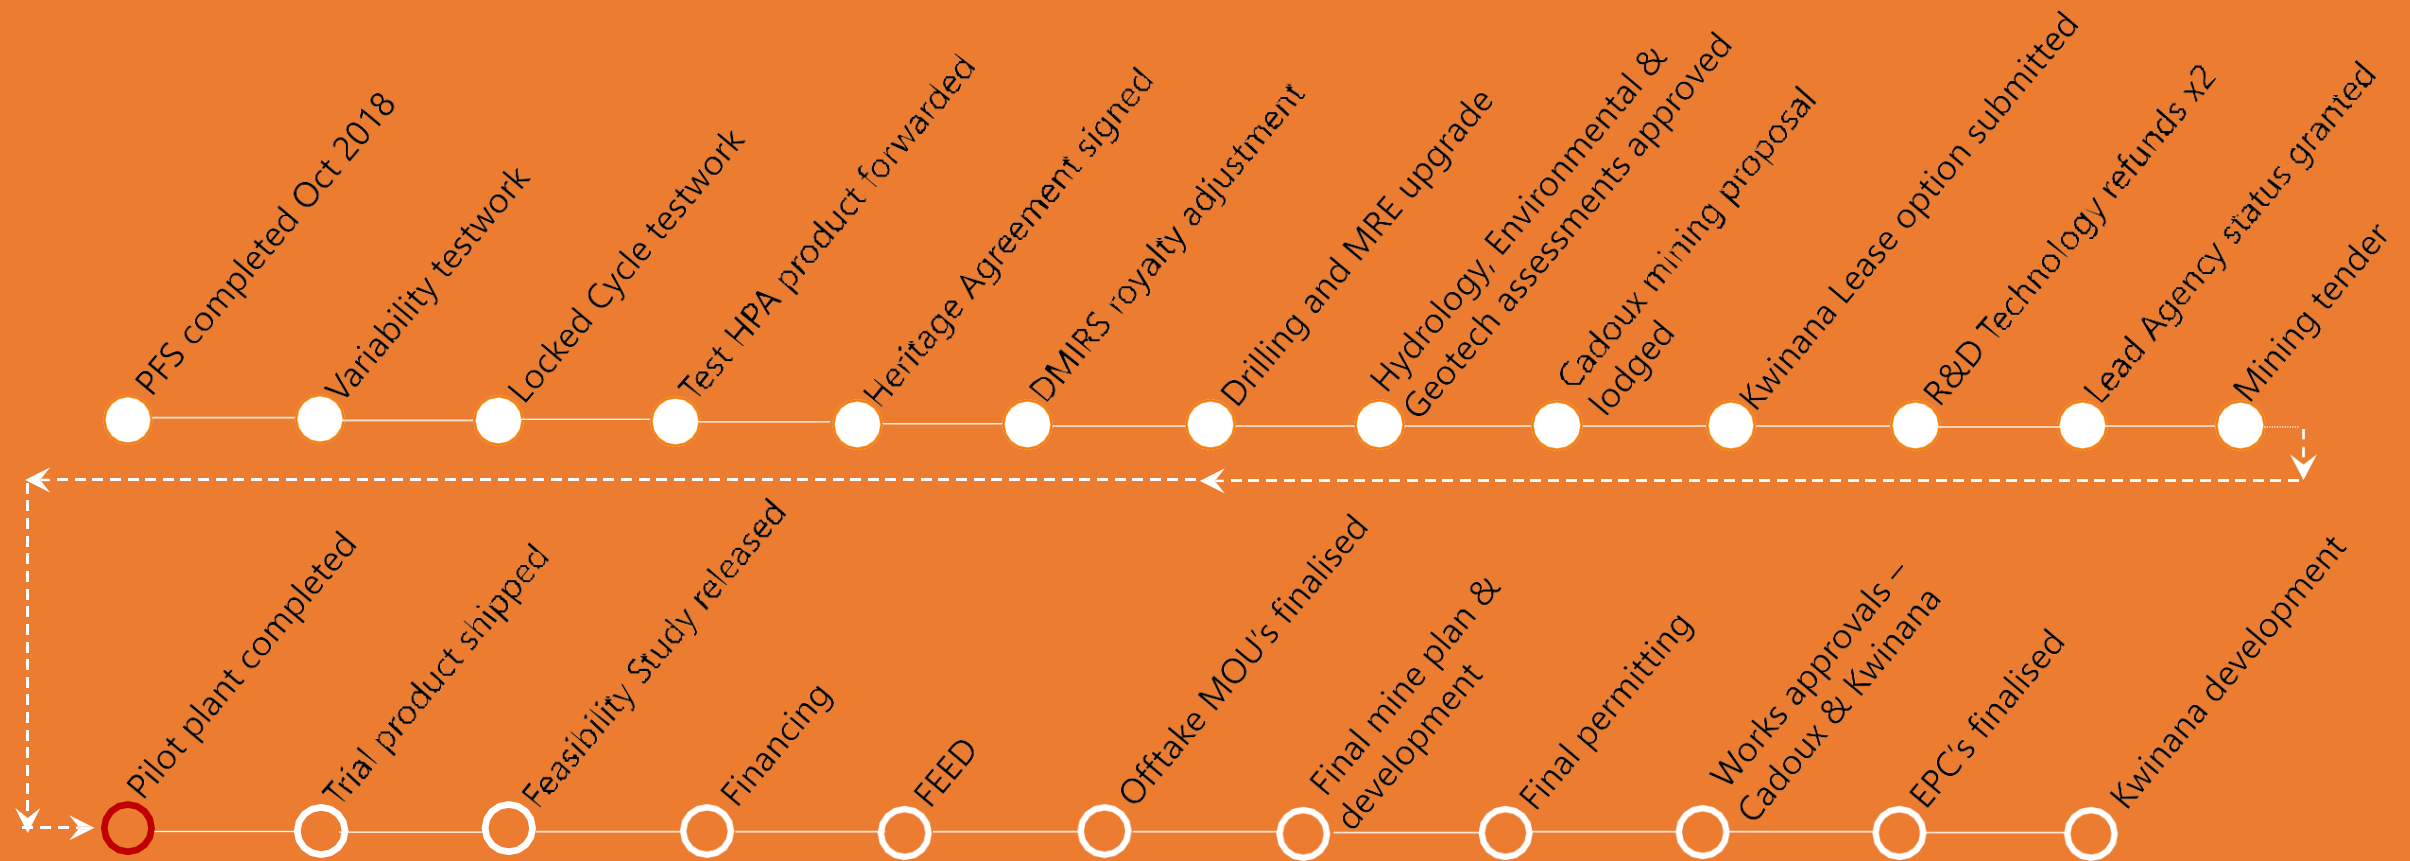 PFS completed Oct 2018
Variability testwork
Locked Cycle testwork
Test HPA product forwarded
Heritage Agreement signed
DMIRS royalty adjustment
Drilling and MRE upgrade
Hydrology, Environmental &
Geotech assessments approved
Cadoux mining proposal
lodged
Kwinana Lease option submitted
R&D Technology refunds x2
Lead Agency status granted
Mining tender
Pilot plant completed
Trial product shipped
Feasibility Study released
Financing
FEED
Offtake MOU's finalised
Final mine plan &
development
Final permitting
Works approvals –
Cadoux & Kwinana
EPC's finalised
Kwinana development